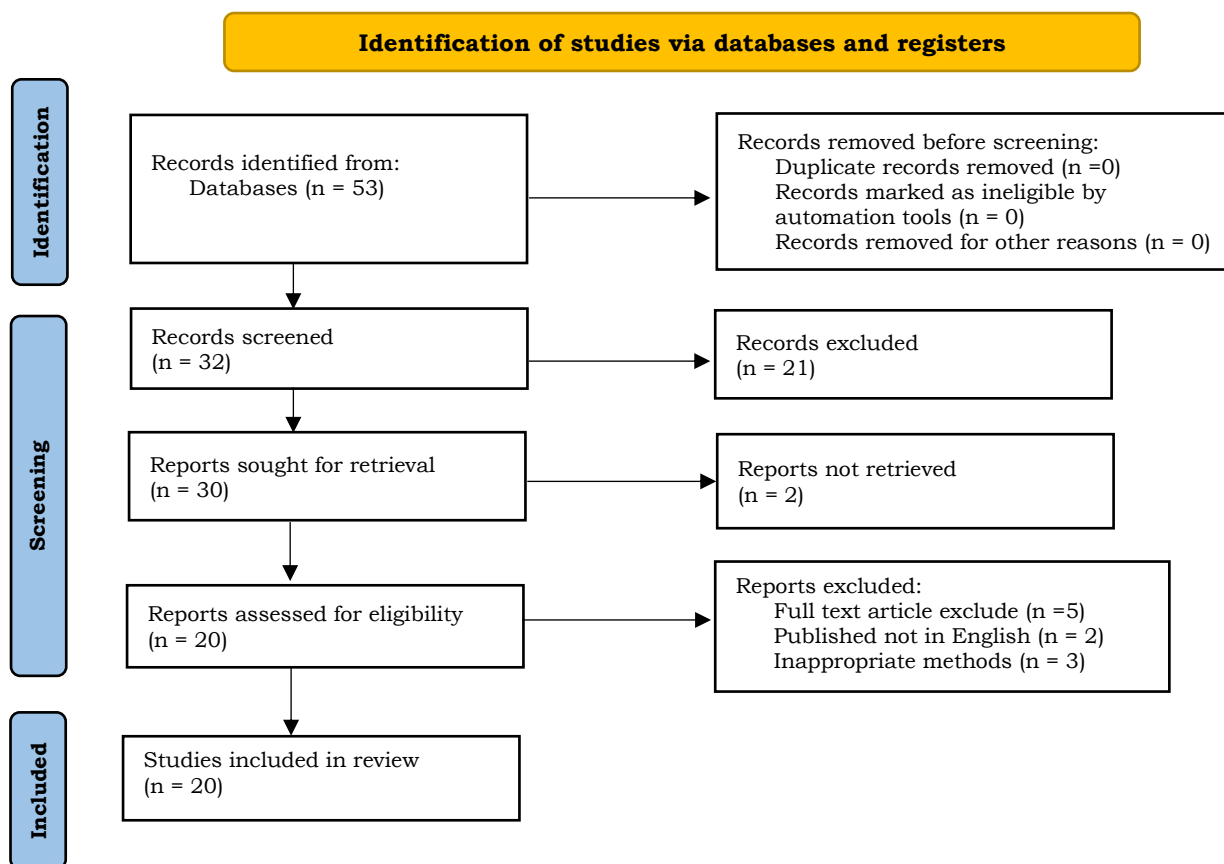 Identification of studies via databases and registers
Identification
Records identified from:
Databases (n = 53)
Records removed before screening:
Duplicate records removed (n =0)
Records marked as ineligible by
automation tools (n = 0)
Records removed for other reasons (n = 0)
Screening
Records screened
(n = 32)
Records excluded
(n = 21)
Reports sought for retrieval
(n = 30)
Reports not retrieved
(n = 2)
Reports assessed for eligibility
(n = 20)
Reports excluded:
Full text article exclude (n =5)
Published not in English (n = 2)
Inappropriate methods (n = 3)
Included
Studies included in review
(n = 20)